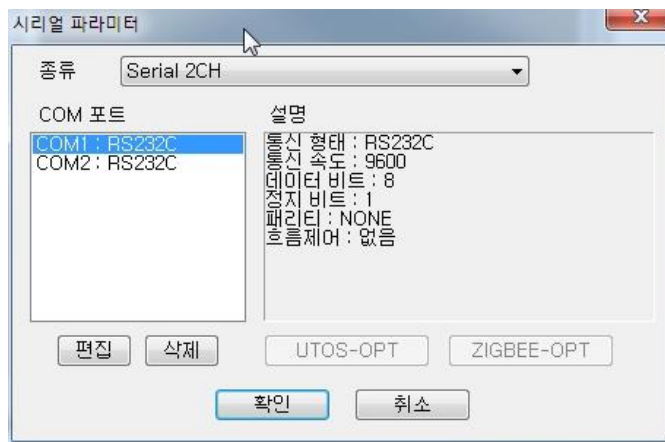 시리얼 파라미터
종류 Serial 2CH
COM 포트
COM1 : RS232C
COM2 : RS232C
설명
통신 형태 : RS232C
통신 속도 : 9600
데이터 비트 : 8
정지 비트 : 1
패리티 : NONE
흐름제어 : 없음
편집 삭제 UTOS-OPT ZIGBEE-OPT
확인 취소